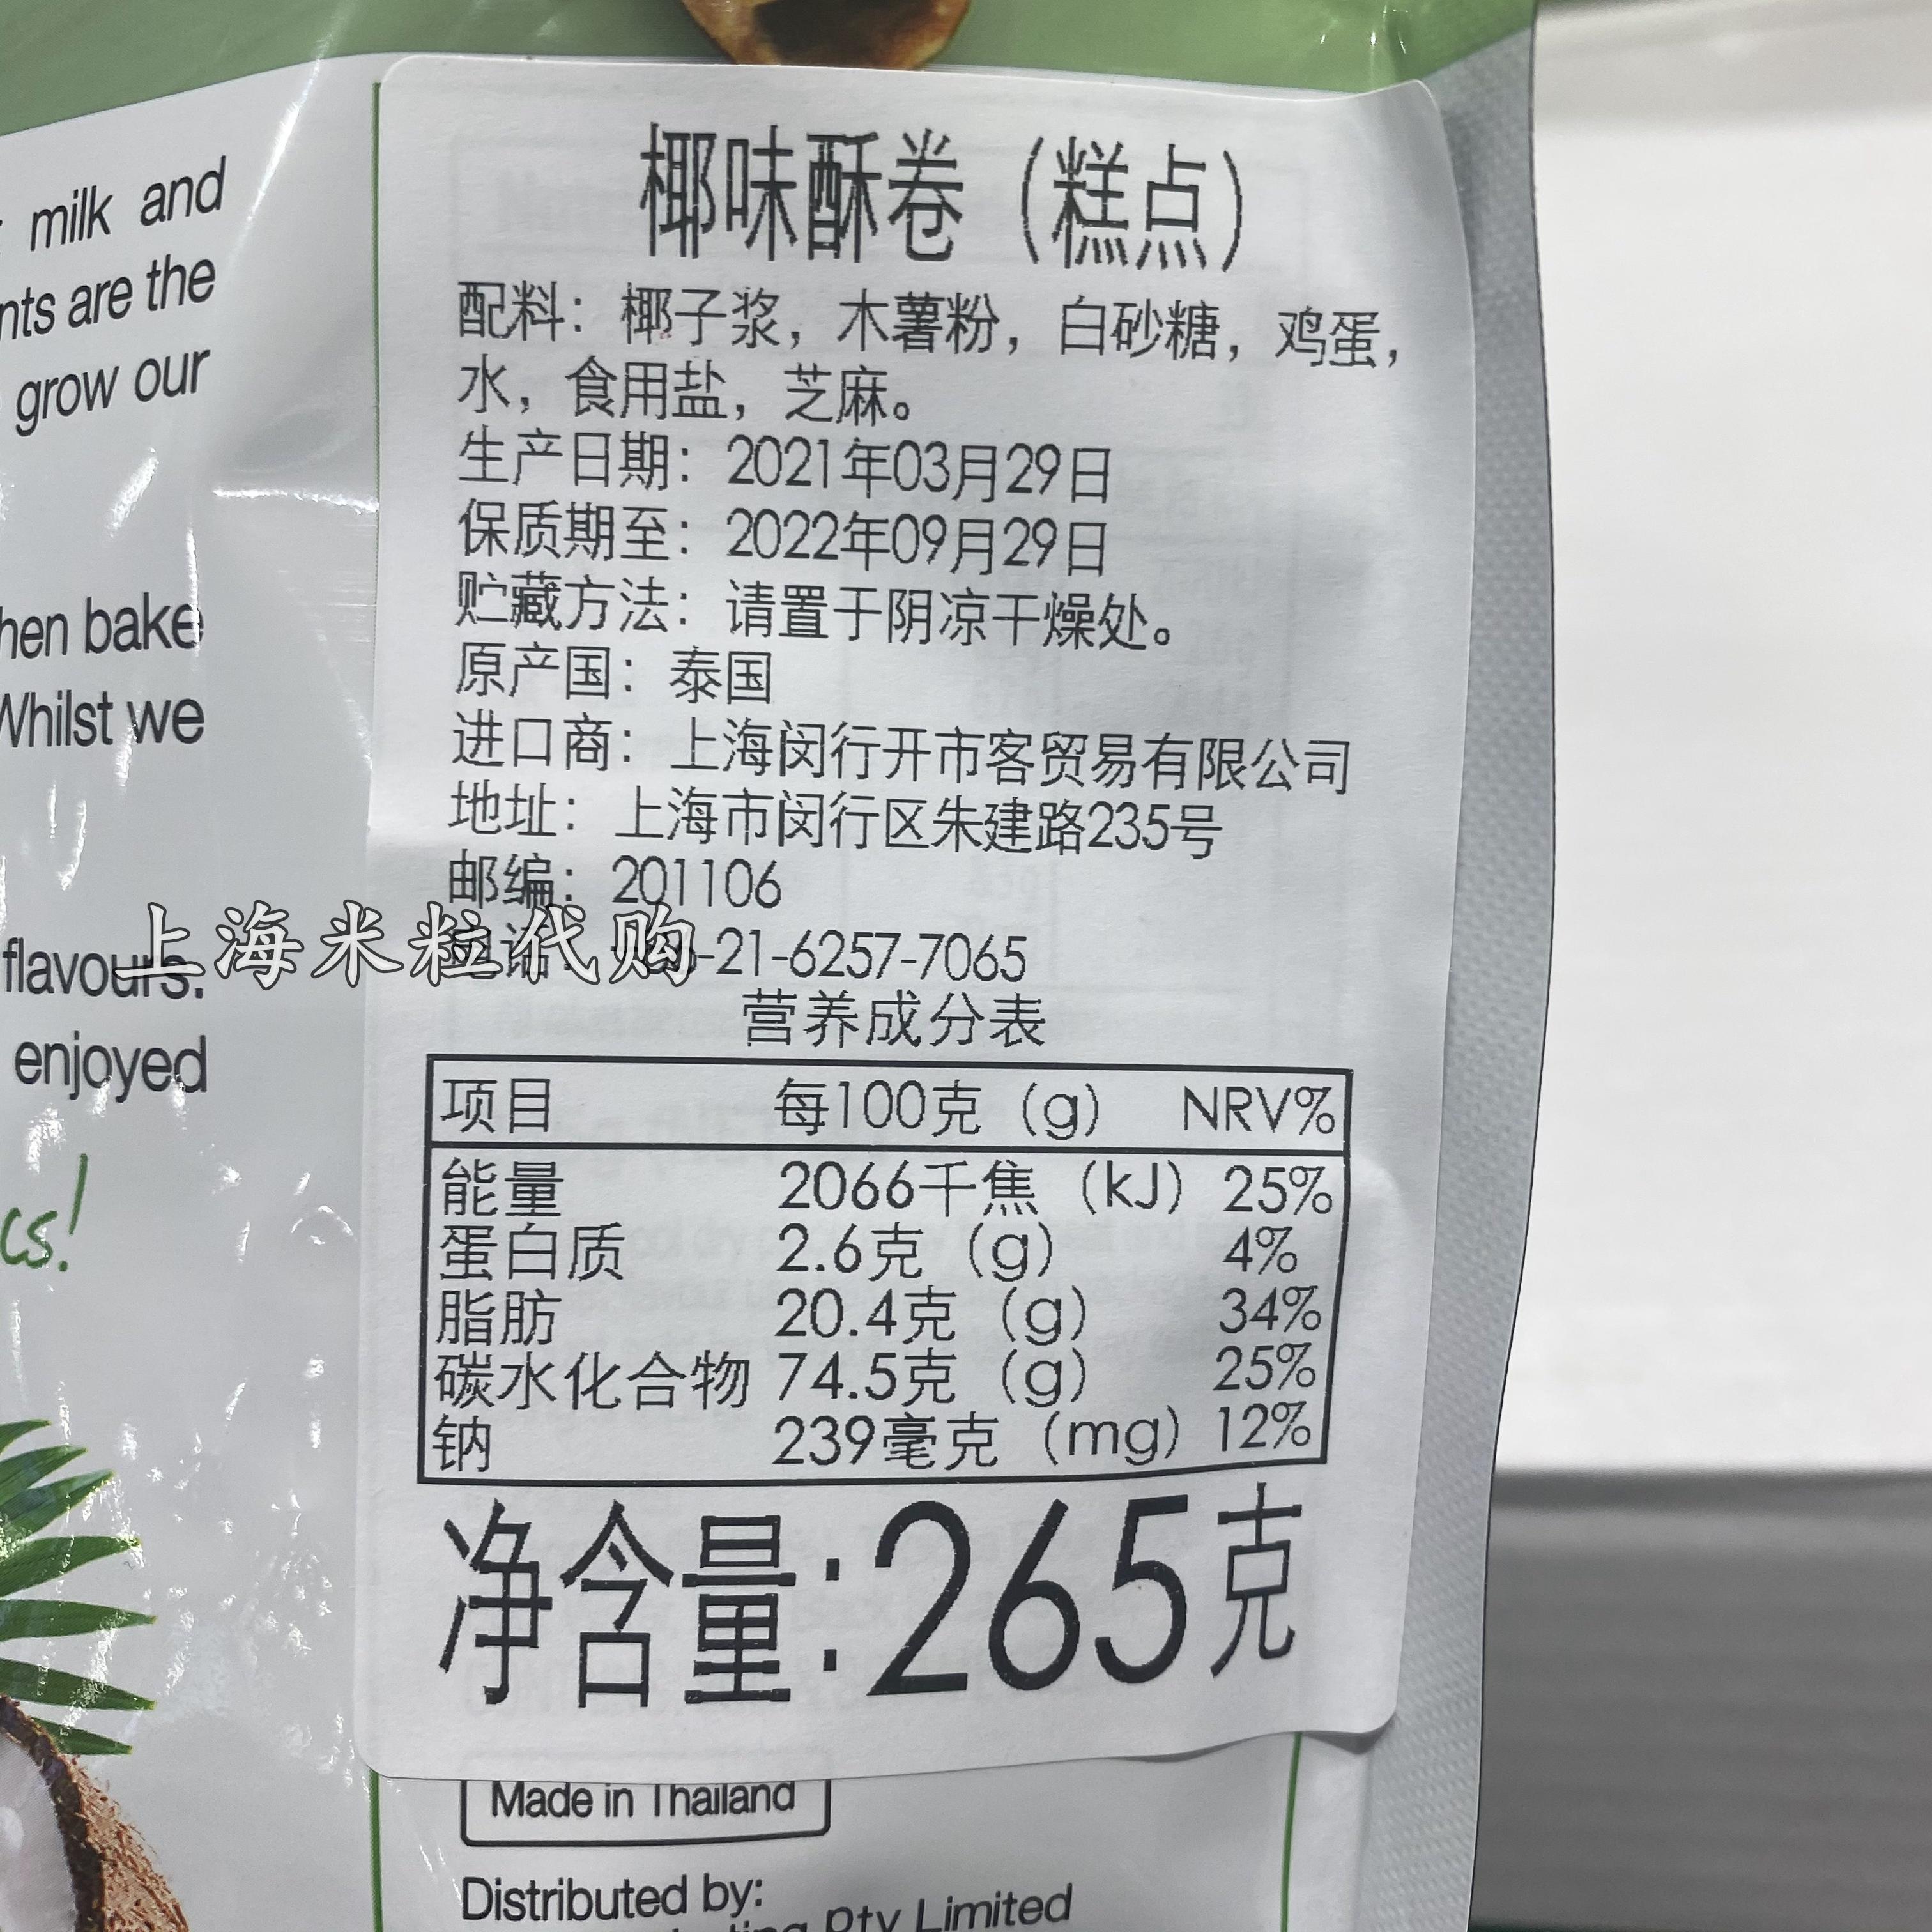 milk and
nts are the
grow our
hen bake
Whilst we
flavours.
enjoyed
cs!
椰味酥卷（糕点）
配料：椰子浆，木薯粉，白砂糖，鸡蛋，
水，食用盐，芝麻。
生产日期：2021年03月29日
保质期至：2022年09月29日
贮藏方法：请置于阴凉干燥处。
原产国：泰国
进口商：上海闵行开市客贸易有限公司
地址：上海市闵行区朱建路235号
邮编：201106
上海米粒代购
电话：-21-6257-7065
营养成分表
项目 每100克（g） NRV%
能量 2066千焦（kJ） 25%
蛋白质 2.6克（g） 4%
脂肪 20.4克（g） 34%
碳水化合物 74.5克（g） 25%
钠 239毫克（mg） 12%
净含量:265克
Made in Thailand
Distributed by:
Pty Limited